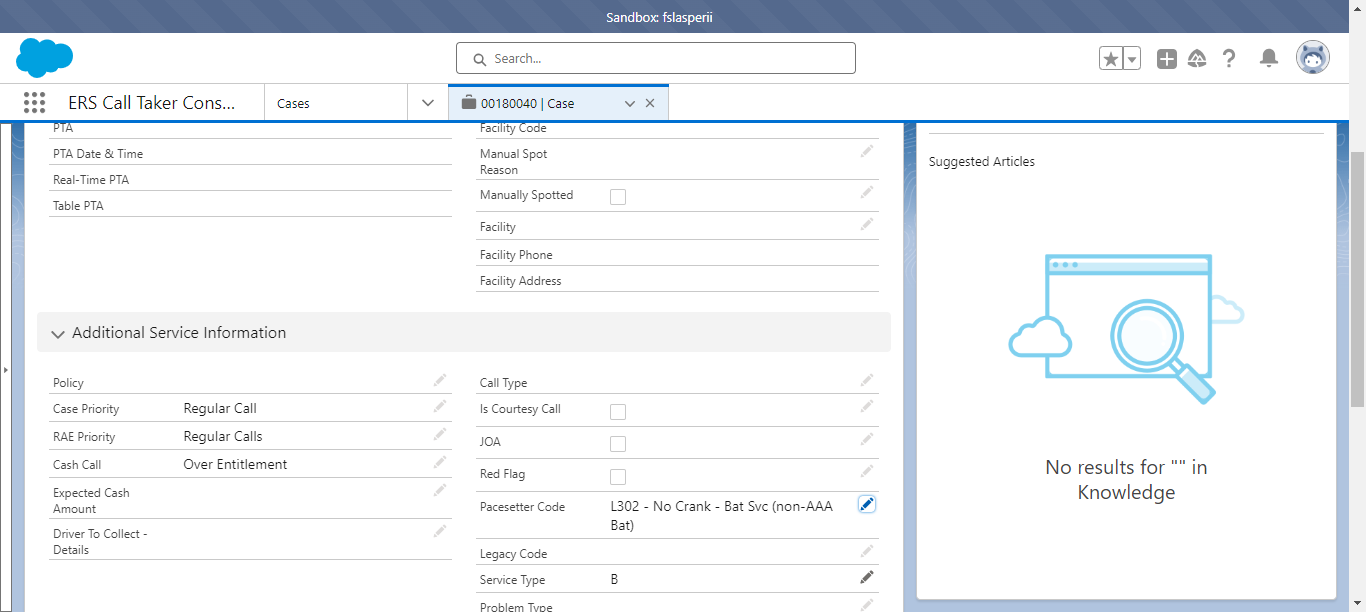 Sandbox: fslasperii
Search...
ERS Call Taker Cons...
Cases
00180040 | Case
PTA
PTA Date & Time
Real-Time PTA
Table PTA
Facility Code
Manual Spot
Reason
Manually Spotted
Facility
Facility Phone
Facility Address
Additional Service Information
Policy
Case Priority Regular Call
RAE Priority Regular Calls
Cash Call Over Entitlement
Expected Cash
Amount
Driver To Collect -
Details
Call Type
Is Courtesy Call
JOA
Red Flag
Pacesetter Code L302 - No Crank - Bat Svc (non-AAA
Bat)
Legacy Code
Service Type B
Problem Type
Suggested Articles
No results for "" in
Knowledge